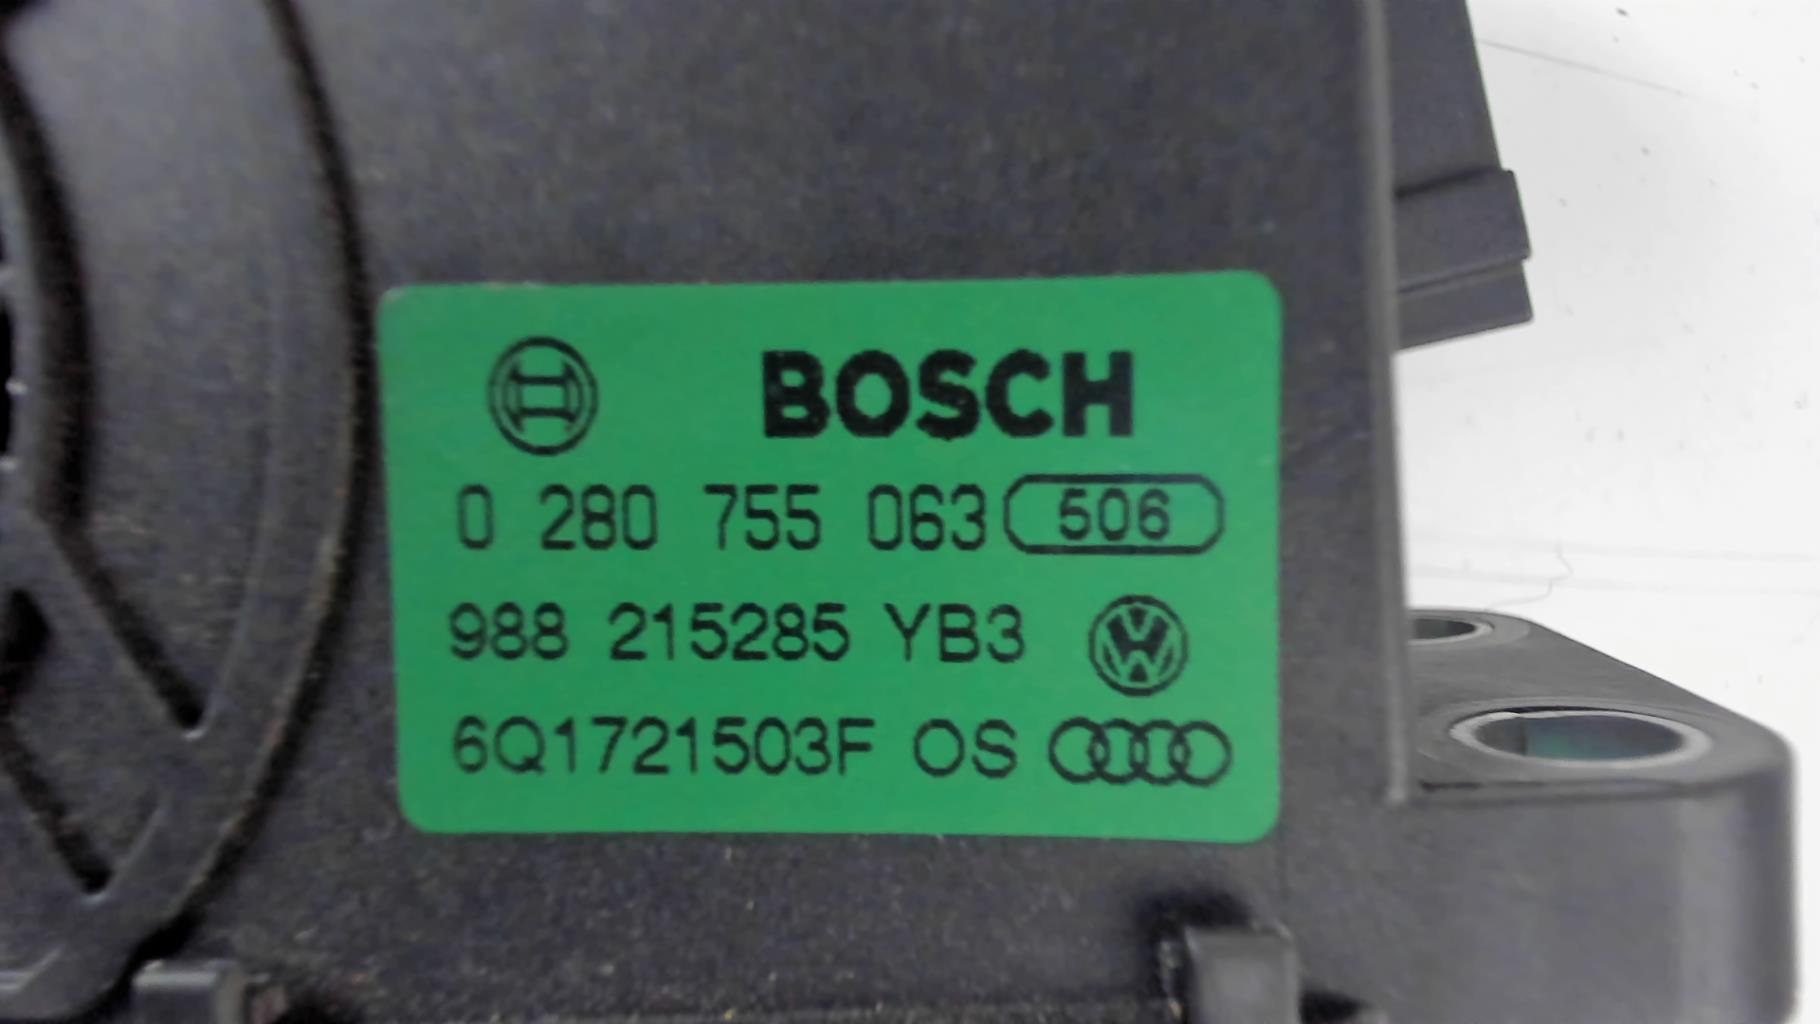 BOSCH
0 280 755 063 506
988 215285 YB3
6Q1721503F OS